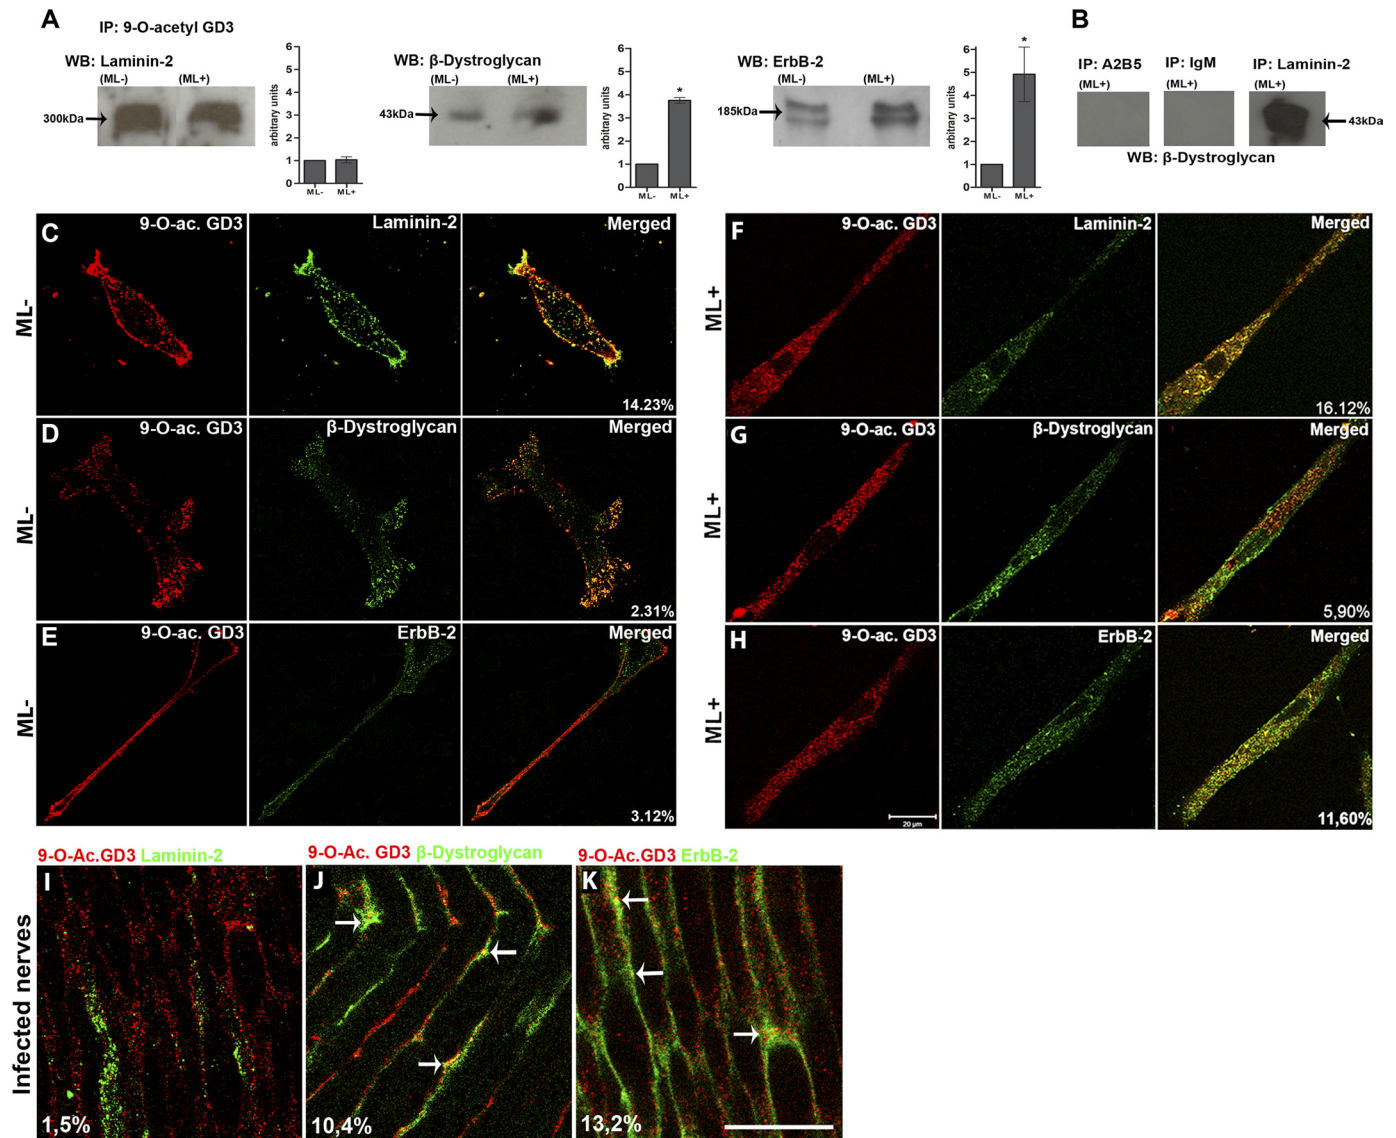 A
IP: 9-O-acetyl GD3
WB: Laminin-2
(ML-) (ML+)
300kDa
6
5
4
3
2
1
0
arbitrary units
ML- ML+
WB: β-Dystroglycan
(ML-) (ML+)
43kDa
6
5
4
3
2
1
0
arbitrary units
*
ML- ML+
WB: ErbB-2
(ML-) (ML+)
185kDa
6
5
4
3
2
1
0
arbitrary units
*
ML- ML+
B
IP: A2B5 IP: IgM IP: Laminin-2
(ML+) (ML+) (ML+)
43kDa
WB: β-Dystroglycan
ML-
C 9-O-ac. GD3 Laminin-2 Merged
14.23%
ML-
D 9-O-ac. GD3 β-Dystroglycan Merged
2.31%
ML-
E 9-O-ac. GD3 ErbB-2 Merged
3.12%
ML+
F 9-O-ac. GD3 Laminin-2 Merged
16.12%
ML+
G 9-O-ac. GD3 β-Dystroglycan Merged
5,90%
ML+
H 9-O-ac. GD3 ErbB-2 Merged
20 µm
11,60%
Infected nerves
9-O-Ac.GD3 Laminin-2
I
1,5%
9-O-Ac. GD3 β-Dystroglycan
J
10,4%
9-O-Ac.GD3 ErbB-2
K
13,2%